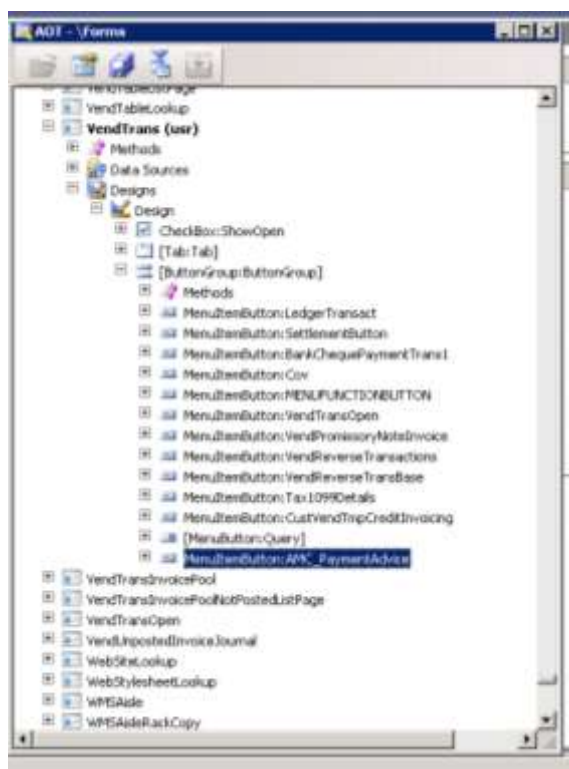 AOT - \Forms
VendTableListPage
VendTableLookup
VendTrans (usr)
Methods
Data Sources
Designs
Design
CheckBox:ShowOpen
[Tab:Tab]
[ButtonGroup:ButtonGroup]
Methods
MenuItemButton:LedgerTransact
MenuItemButton:SettlementButton
MenuItemButton:BankChequePaymentTrans1
MenuItemButton:Cov
MenuItemButton:MENUFUNCTIONBUTTON
MenuItemButton:VendTransOpen
MenuItemButton:VendPromissoryNoteInvoice
MenuItemButton:VendReverseTransactions
MenuItemButton:VendReverseTransBase
MenuItemButton:Tax1099Details
MenuItemButton:CustVendTmpCreditInvoicing
[MenuButton:Query]
MenuItemButton:AMC_PaymentAdvice
VendTransInvoicePool
VendTransInvoicePoolNotPostedListPage
VendTransOpen
VendUnpostedInvoiceJournal
WebSiteLookup
WebStylesheetLookup
WMSAisle
WMSAisleRackCopy